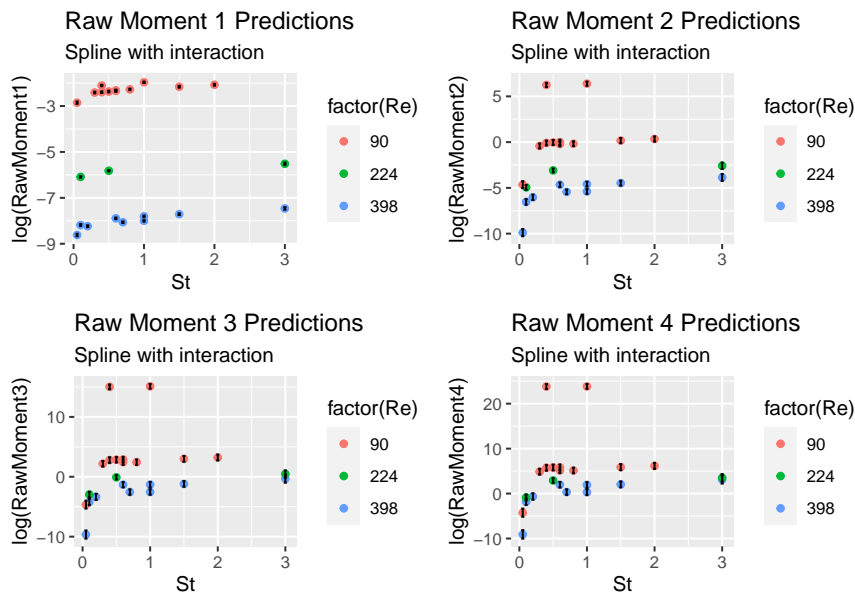 Raw Moment 1 Predictions
Spline with interaction
log(RawMoment1)
−3
−5
−7
−9
0
1
2
3
St
factor(Re)
90
224
398
Raw Moment 2 Predictions
Spline with interaction
log(RawMoment2)
5
0
−5
−10
0
1
2
3
St
factor(Re)
90
224
398
Raw Moment 3 Predictions
Spline with interaction
log(RawMoment3)
10
0
−10
0
1
2
3
St
factor(Re)
90
224
398
Raw Moment 4 Predictions
Spline with interaction
log(RawMoment4)
20
10
0
−10
0
1
2
3
St
factor(Re)
90
224
398